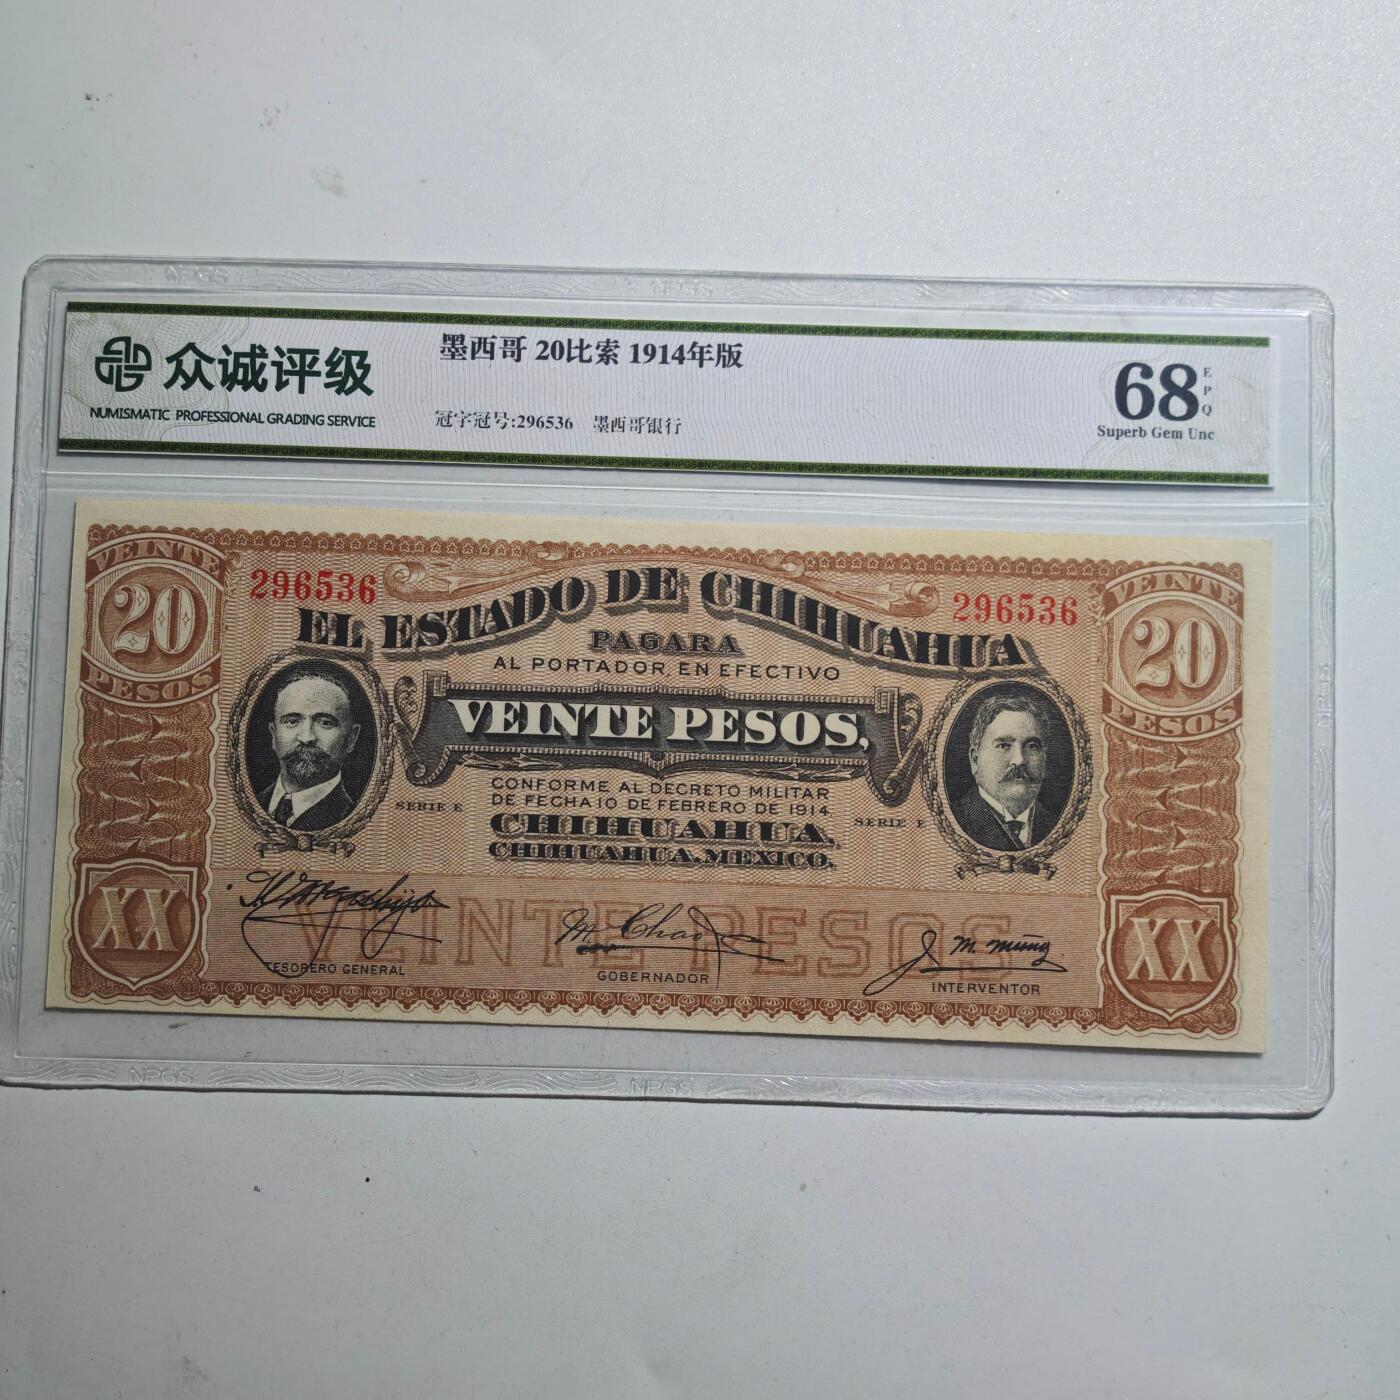 众诚评级
NUMISMATIC PROFESSIONAL GRADING SERVICE
墨西哥 20比索 1914年版
冠字冠号:296536 墨西哥银行
68 EPQ
Superb Gem Unc
VEINTE
20
PESOS
296536
296536
VEINTE
20
PESOS
EL ESTADO DE CHIHUAHUA
PAGARA
AL PORTADOR, EN EFECTIVO
VEINTE PESOS,
CONFORME AL DECRETO MILITAR
DE FECHA 10 DE FEBRERO DE 1914.
SERIE E
SERIE E
CHIHUAHUA,
CHIHUAHUA, MEXICO.
XX
VEINTE PESOS
XX
M Chao
J. M. Muñoz
TESORERO GENERAL
GOBERNADOR
INTERVENTOR
NPGS
NPGS